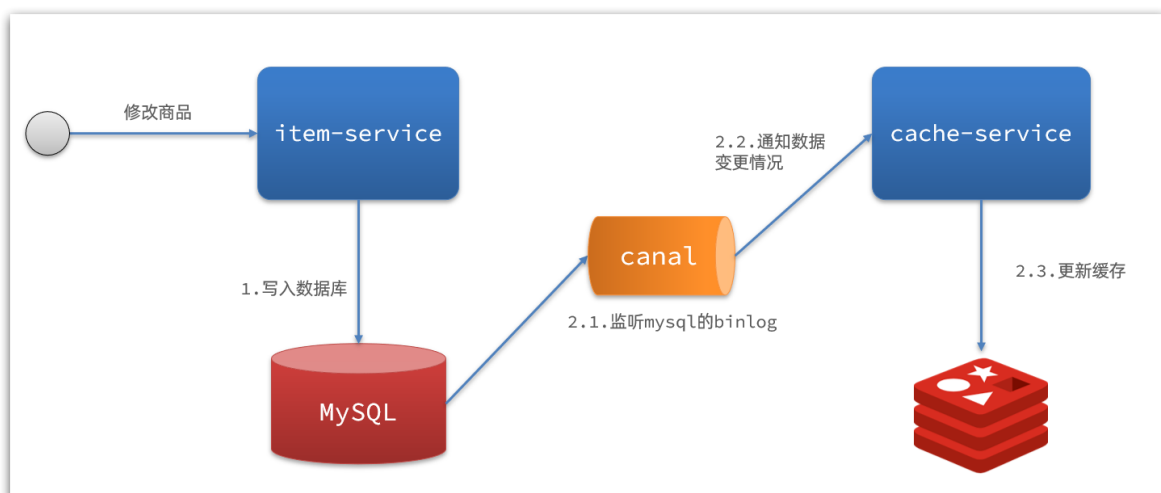 修改商品
item-service
2.2.通知数据
变更情况
cache-service
canal
1.写入数据库
2.1.监听mysql的binlog
2.3.更新缓存
MySQL